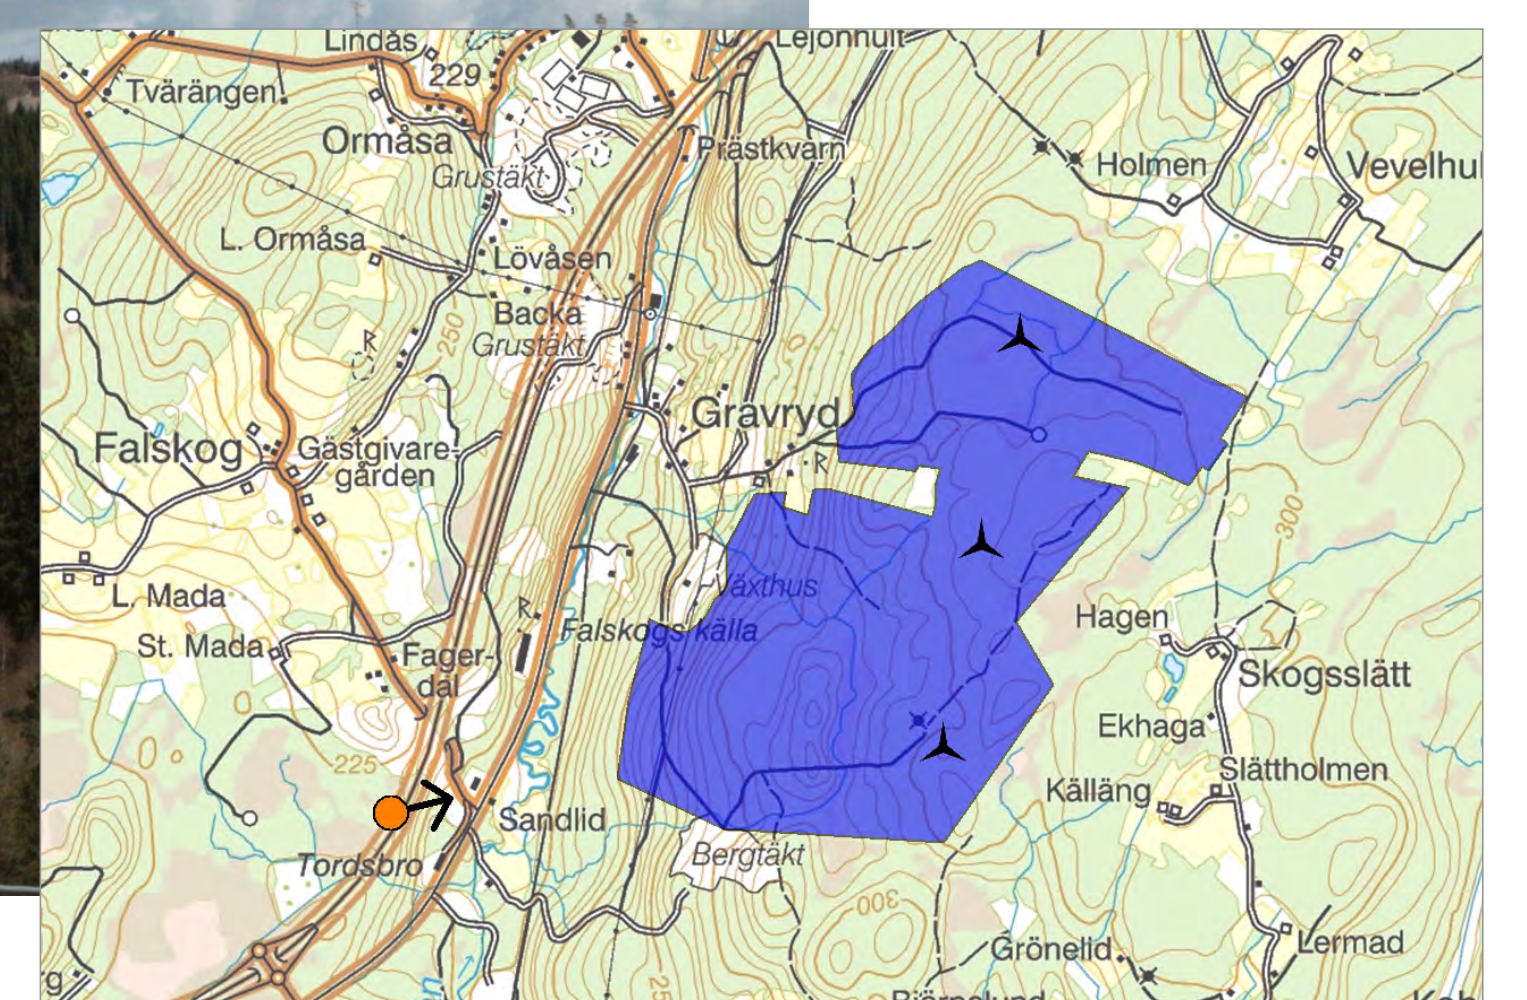 Lindås
Lejonhult
229
Tvärängen
Ormåsa
Prästkvarn
Holmen
Vevelhul
Grustäkt
L. Ormåsa
Lövåsen
Backa
250
R
Grustäkt
Gravryd
Falskog
Gästgivare-
gården
R
300
Växthus
L. Mada
R
Hagen
Falskogs källa
St. Mada
Fager-
dal
Skogsslätt
Ekhaga
225
Slättholmen
Källäng
Sandlid
Tordsbro
Bergtäkt
300
Grönelid
Lermad
rg
25